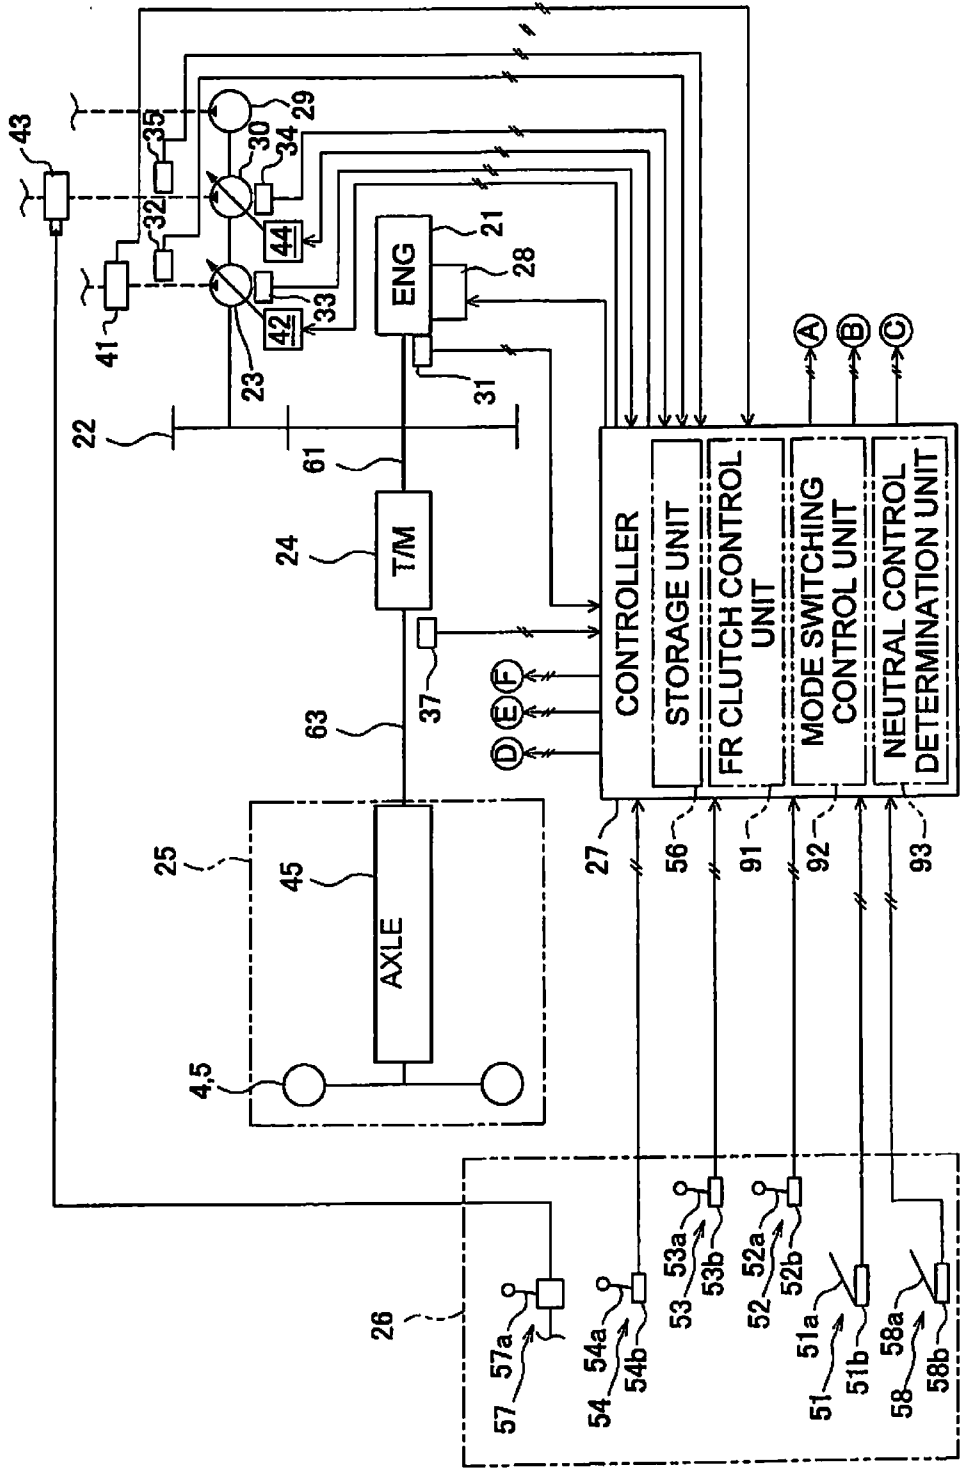 43
22
41
32
35
25
4,5
23
30
29
34
42
44
33
24
45
61
63
AXLE
T/M
ENG
21
28
31
37
26
57a
57
D
E
F
54a
54
54b
27
CONTROLLER
53a
53
53b
56
STORAGE UNIT
52a
52
52b
91
FR CLUTCH CONTROL
UNIT
51a
51
51b
92
MODE SWITCHING
CONTROL UNIT
A
B
C
58a
58
58b
93
NEUTRAL CONTROL
DETERMINATION UNIT